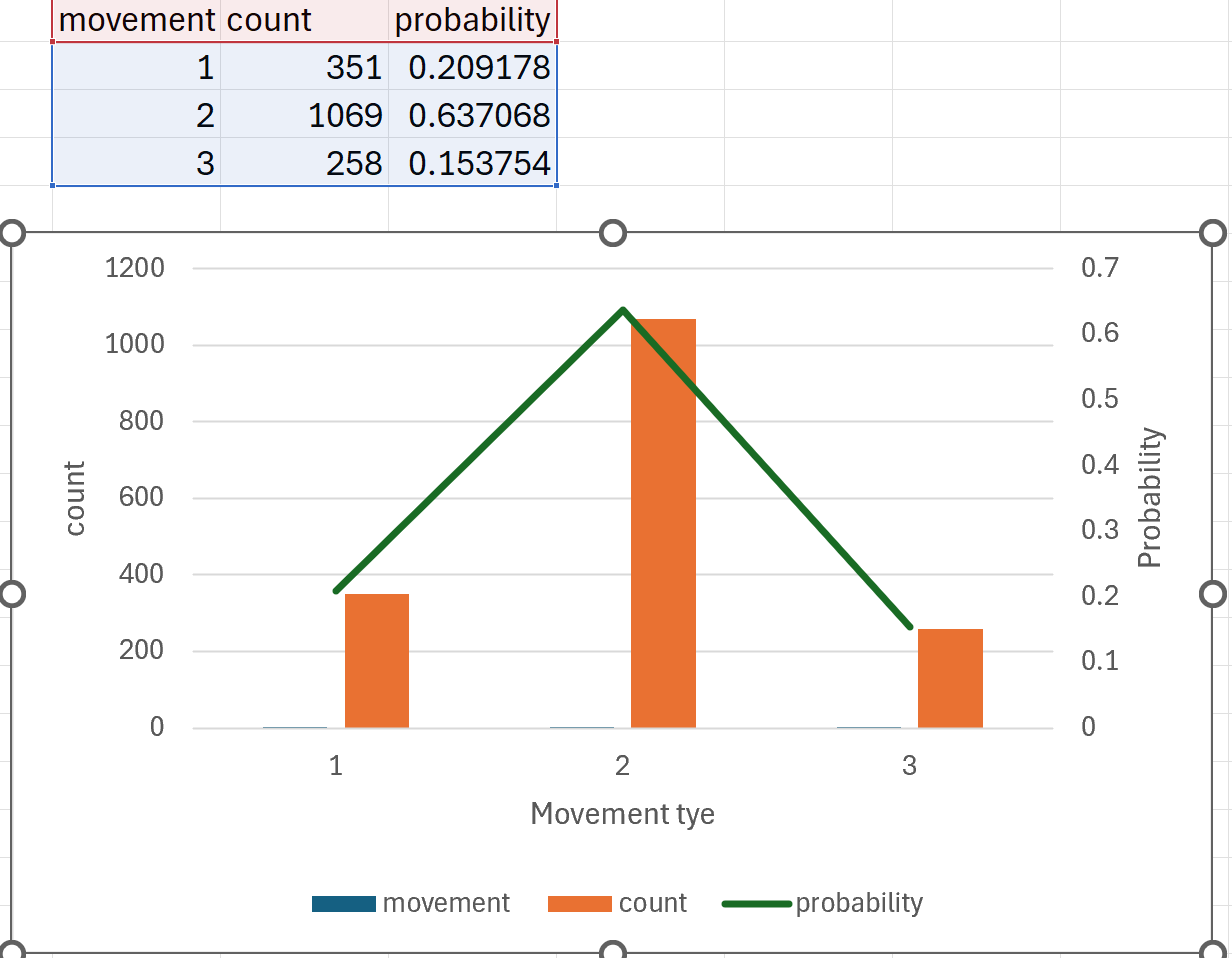 movement count probability
1 351 0.209178
2 1069 0.637068
3 258 0.153754
1200 0.7
1000 0.6
800 0.5
600 0.4
400 0.3
200 0.2
0 0.1
0
count
Probability
1 2 3
Movement tye
movement count probability